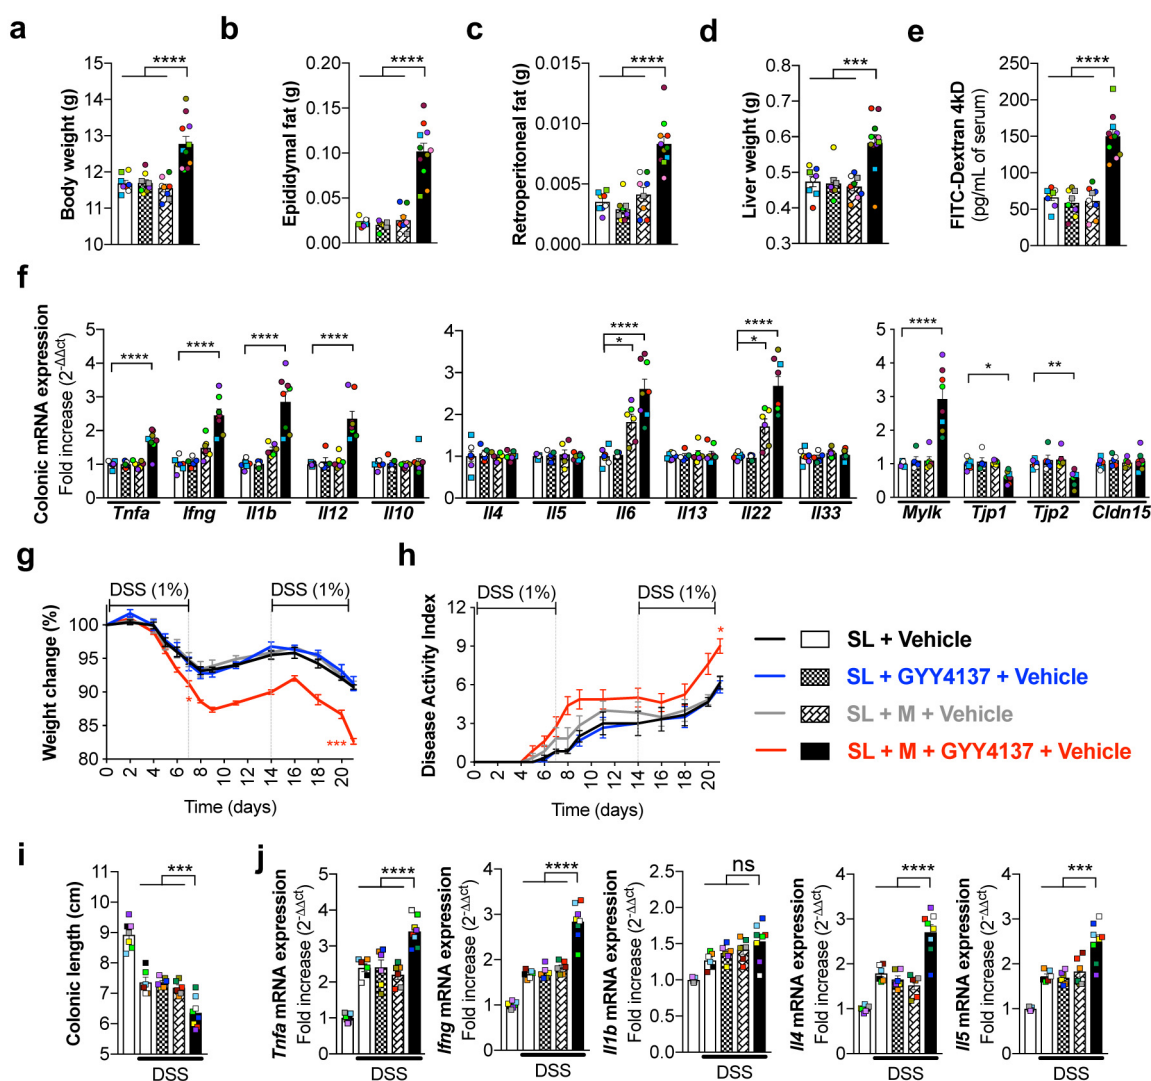 a
b
c
d
e
****
****
****
***
****
Body weight (g)
15
14
13
12
11
10
Epididymal fat (g)
0.20
0.15
0.10
0.05
0.00
Retroperitoneal fat (g)
0.015
0.010
0.005
0.000
Liver weight (g)
0.8
0.7
0.6
0.5
0.4
0.3
FITC-Dextran 4kD
(pg/mL of serum)
250
200
150
100
50
0
f
Colonic mRNA expression
Fold increase (2-ΔΔct)
5
4
3
2
1
0
**** **** **** ****
Tnfa Ifng Il1b Il12 Il10
4
3
2
1
0
**** ****
* *
Il4 Il5 Il6 Il13 Il22 Il33
5
4
3
2
1
0
**** * **
Mylk Tjp1 Tjp2 Cldn15
g
DSS (1%) DSS (1%)
Weight change (%)
100
95
90
85
80
*
***
0 2 4 6 8 10 12 14 16 18 20
Time (days)
h
DSS (1%) DSS (1%)
Disease Activity Index
12
9
6
3
0
*
0 2 4 6 8 10 12 14 16 18 20
Time (days)
SL + Vehicle
SL + GYY4137 + Vehicle
SL + M + Vehicle
SL + M + GYY4137 + Vehicle
i
***
Colonic length (cm)
11
10
9
8
7
6
5
DSS
j
****
Tnfa mRNA expression
Fold increase (2-ΔΔct)
5
4
3
2
1
0
DSS
****
Ifng mRNA expression
Fold increase (2-ΔΔct)
4
3
2
1
0
DSS
ns
Il1b mRNA expression
Fold increase (2-ΔΔct)
2.5
2.0
1.5
1.0
0.5
0.0
DSS
****
Il4 mRNA expression
Fold increase (2-ΔΔct)
4
3
2
1
0
DSS
***
Il5 mRNA expression
Fold increase (2-ΔΔct)
4
3
2
1
0
DSS